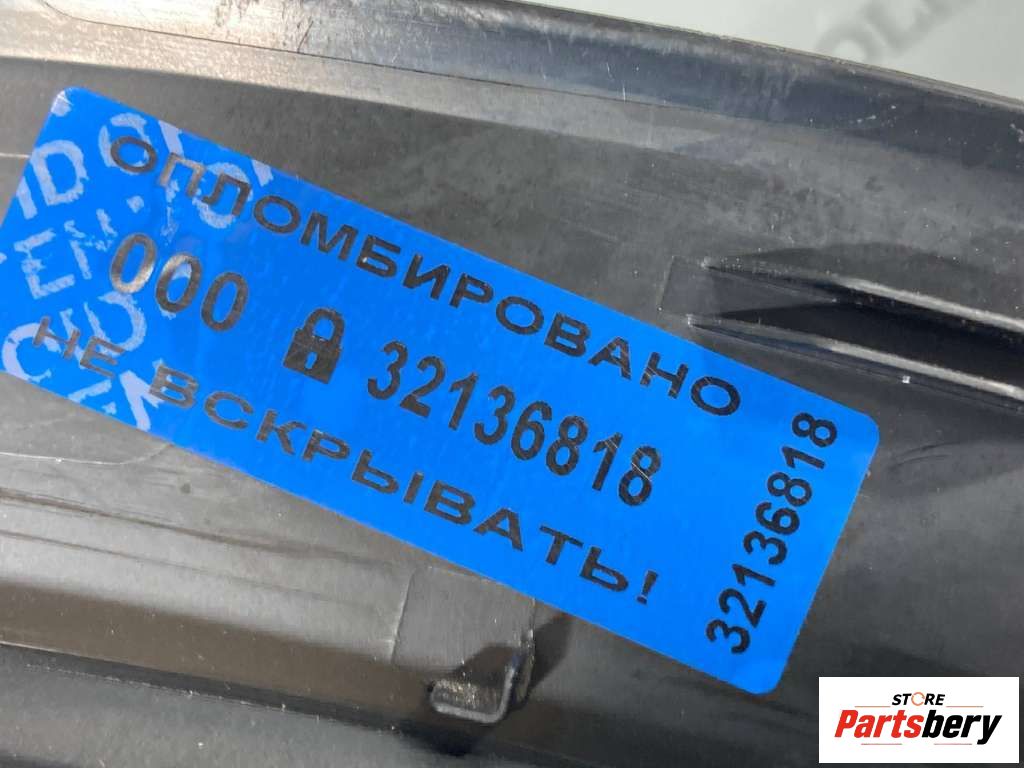 ОПЛОМБИРОВАНО
000 32136818
НЕ ВСКРЫВАТЬ!
32136818
STORE
Partsbery